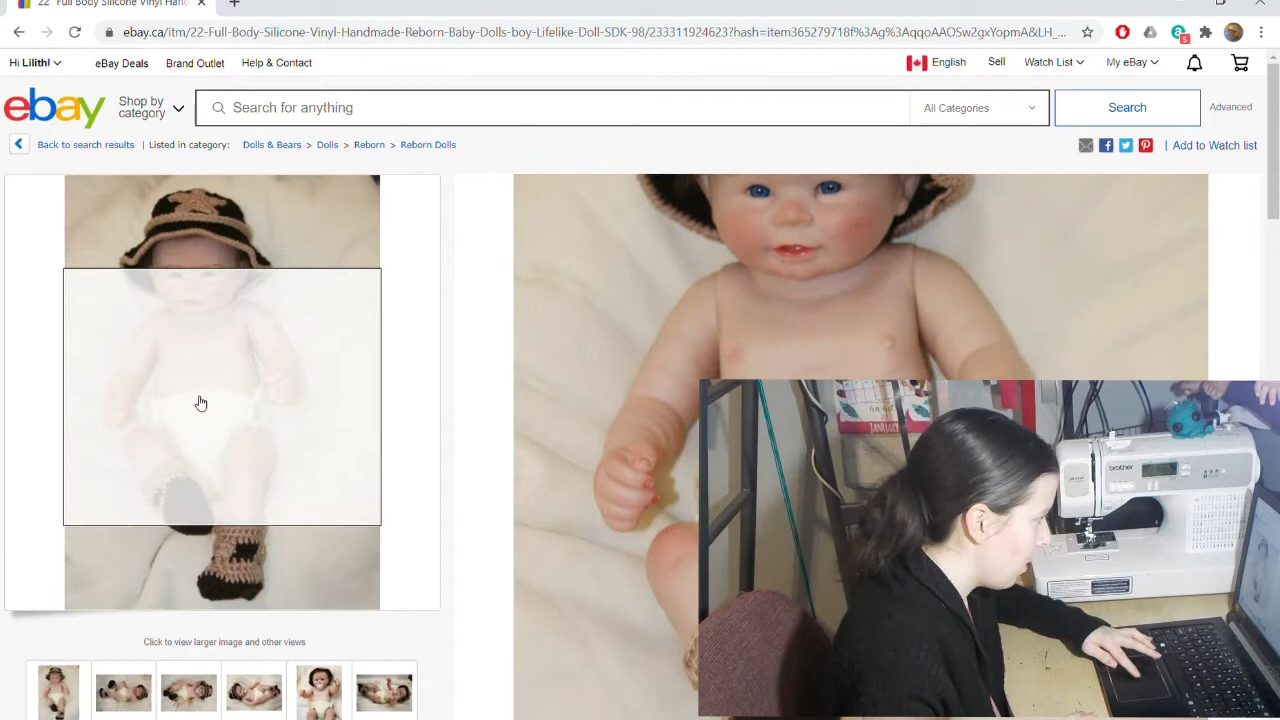 22" Full Body Silicone Vinyl Hand
ebay.ca/itm/22-Full-Body-Silicone-Vinyl-Handmade-Reborn-Baby-Dolls-boy-Lifelike-Doll-SDK-98/233311924623?hash=item365279718f%3Ag%3AqqoAAOSw2gxYopmA&LH_...
5
Hi Lilith!
eBay Deals
Brand Outlet
Help & Contact
English
Sell
Watch List
My eBay
ebay
Shop by
category
Search for anything
All Categories
Search
Advanced
Back to search results | Listed in category: Dolls & Bears > Dolls > Reborn > Reborn Dolls
| Add to Watch list
Click to view larger image and other views
JANUARY
brother